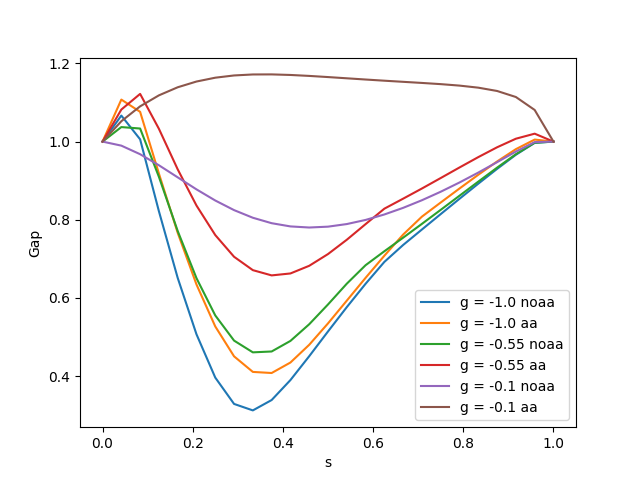 1.2
1.0
0.8
0.6
0.4
Gap
0.0
0.2
0.4
0.6
0.8
1.0
s
g = -1.0 noaa
g = -1.0 aa
g = -0.55 noaa
g = -0.55 aa
g = -0.1 noaa
g = -0.1 aa